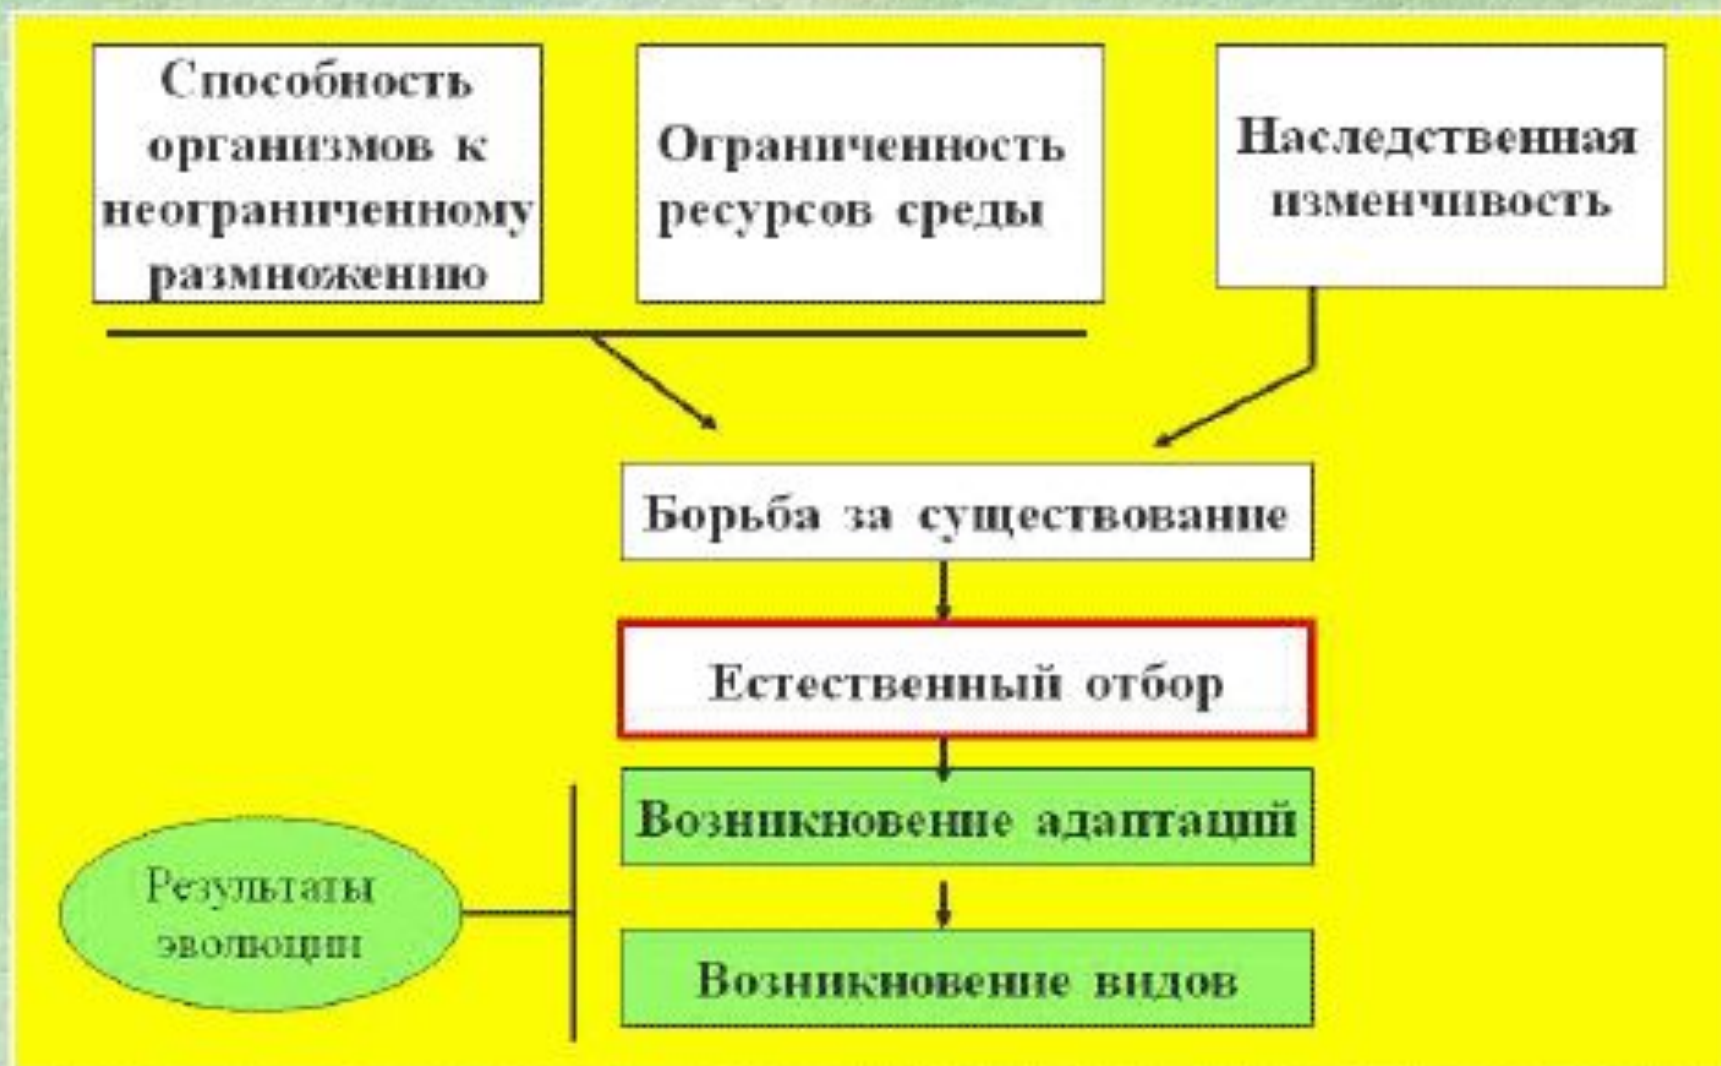 Способность
организмов к
неограниченному
размножению
Ограниченность
ресурсов среды
Наследственная
изменчивость
Борьба за существование
Естественный отбор
Возникновение адаптаций
Результаты
эволюции
Возникновение видов